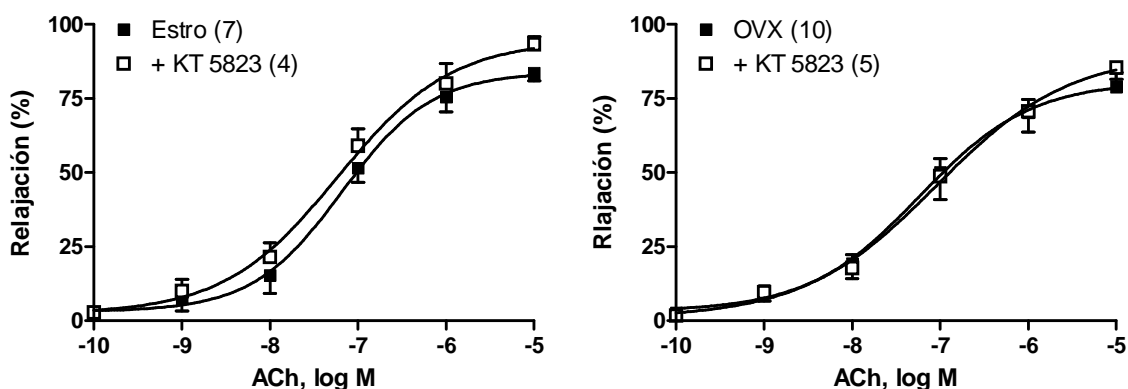 Estro (7)
+ KT 5823 (4)
Relajación (%)
100
75
50
25
0
-10
-9
-8
-7
-6
-5
ACh, log M
OVX (10)
+ KT 5823 (5)
Rlajación (%)
100
75
50
25
0
-10
-9
-8
-7
-6
-5
ACh, log M